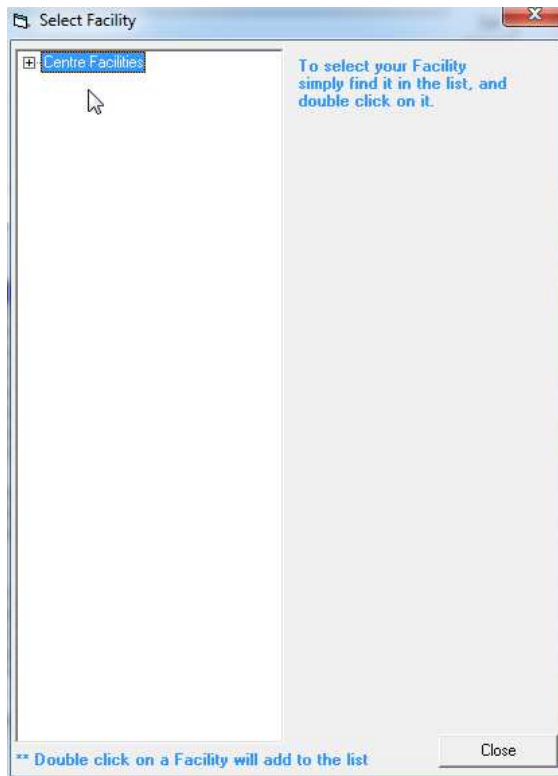 Select Facility
Centre Facilities
To select your Facility
simply find it in the list, and
double click on it.
** Double click on a Facility will add to the list
Close